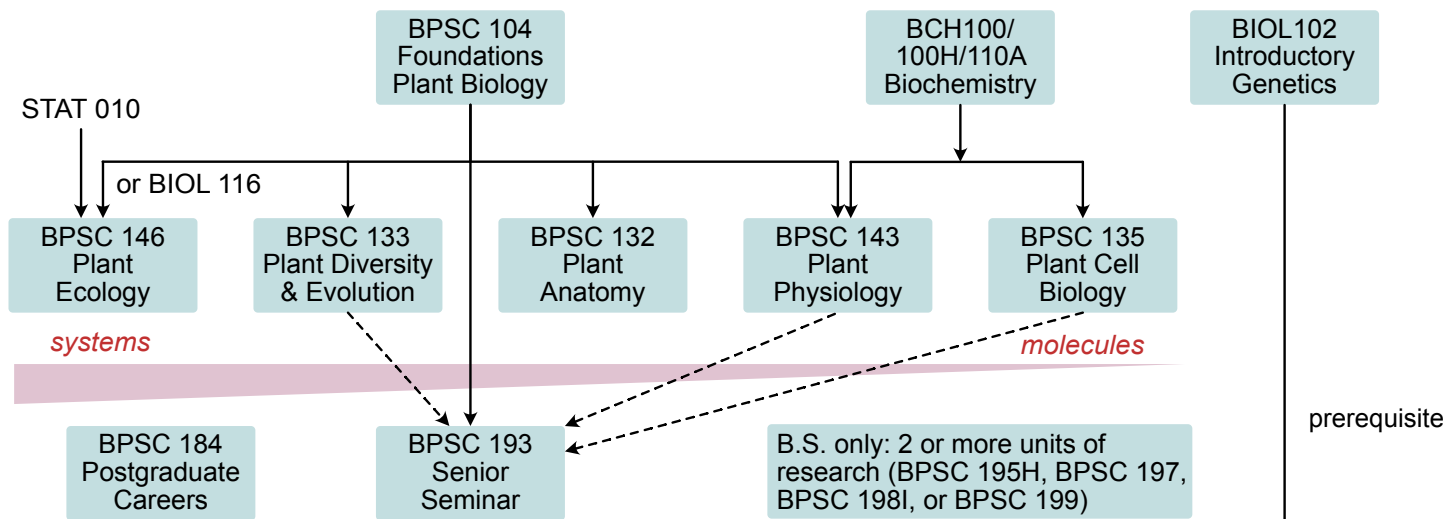 BPSC 104
Foundations
Plant Biology
BCH100/
100H/110A
Biochemistry
BIOL102
Introductory
Genetics
STAT 010
or BIOL 116
BPSC 146
Plant
Ecology
BPSC 133
Plant Diversity
& Evolution
BPSC 132
Plant
Anatomy
BPSC 143
Plant
Physiology
BPSC 135
Plant Cell
Biology
systems
molecules
prerequisite
BPSC 184
Postgraduate
Careers
BPSC 193
Senior
Seminar
B.S. only: 2 or more units of
research (BPSC 195H, BPSC 197,
BPSC 198I, or BPSC 199)